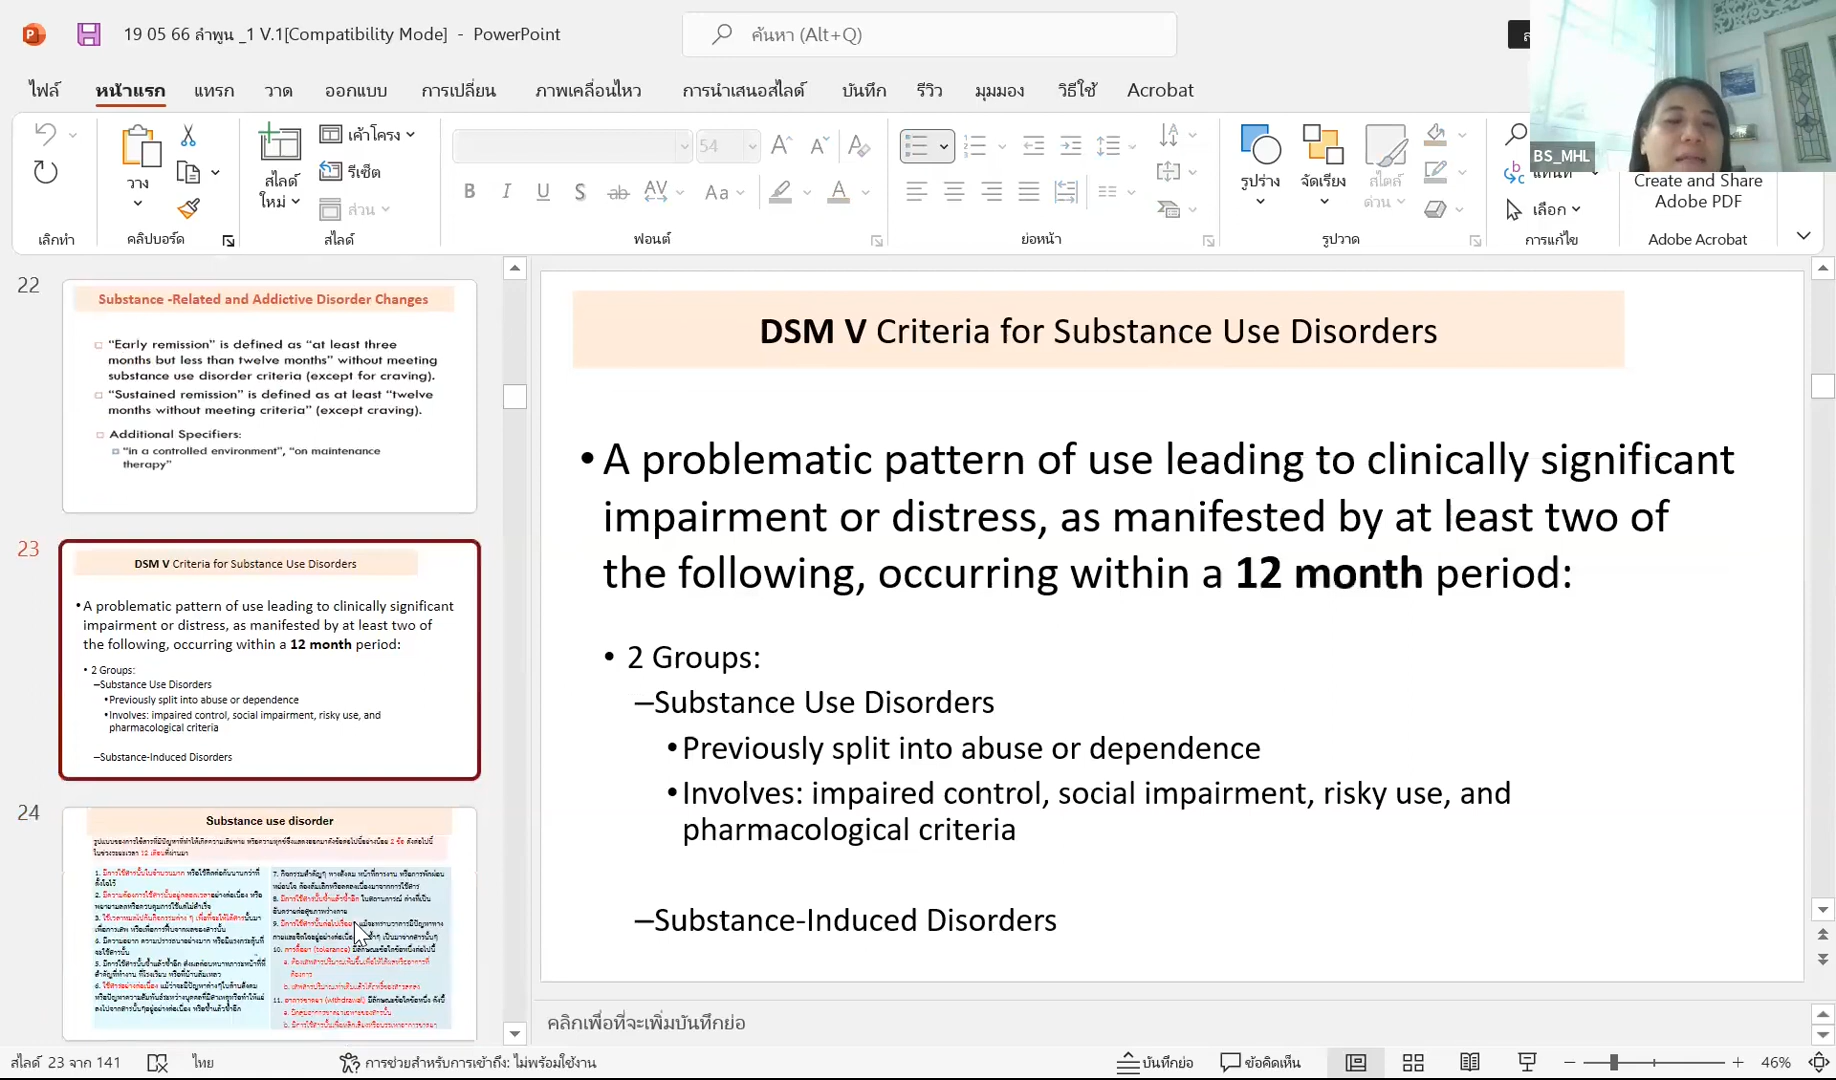 19 05 66 ลำพูน _1 V.1[Compatibility Mode] - PowerPoint
ค้นหา (Alt+Q)
ไฟล์ หน้าแรก แทรก วาด ออกแบบ การเปลี่ยน ภาพเคลื่อนไหว การนำเสนอสไลด์ บันทึก รีวิว มุมมอง วิธีใช้ Acrobat
BS_MHL
วาง
สไลด์
ใหม่
เค้าโครง
รีเซ็ต
ส่วน
54
รูปร่าง
จัดเรียง
สไตล์
ด่วน
แทนที่
เลือก
Create and Share
Adobe PDF
เลิกทำ คลิปบอร์ด สไลด์ ฟอนต์ ย่อหน้า รูปวาด การแก้ไข Adobe Acrobat
22
Substance -Related and Addictive Disorder Changes
“Early remission” is defined as “at least three
months but less than twelve months” without meeting
substance use disorder criteria (except for craving).
“Sustained remission” is defined as at least “twelve
months without meeting criteria” (except craving).
Additional Specifiers:
“in a controlled environment”, “on maintenance
therapy”
23
DSM V Criteria for Substance Use Disorders
•A problematic pattern of use leading to clinically significant
impairment or distress, as manifested by at least two of
the following, occurring within a 12 month period:
• 2 Groups:
–Substance Use Disorders
•Previously split into abuse or dependence
•Involves: impaired control, social impairment, risky use, and
pharmacological criteria
–Substance-Induced Disorders
24
Substance use disorder
DSM V Criteria for Substance Use Disorders
•A problematic pattern of use leading to clinically significant
impairment or distress, as manifested by at least two of
the following, occurring within a 12 month period:
• 2 Groups:
–Substance Use Disorders
•Previously split into abuse or dependence
•Involves: impaired control, social impairment, risky use, and
pharmacological criteria
–Substance-Induced Disorders
คลิกเพื่อที่จะเพิ่มบันทึกย่อ
สไลด์ 23 จาก 141 ไทย การช่วยสำหรับการเข้าถึง: ไม่พร้อมใช้งาน บันทึกย่อ ข้อคิดเห็น 46%